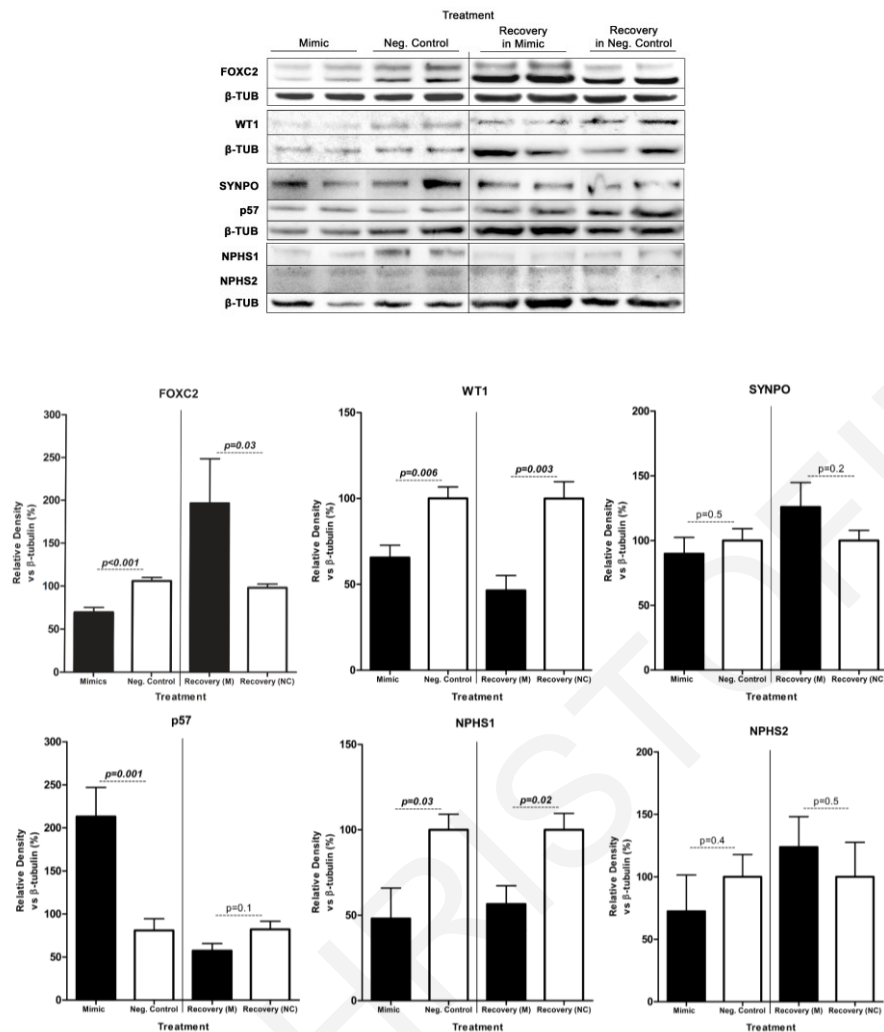 Treatment
Mimic Neg. Control Recovery in Mimic Recovery in Neg. Control
FOXC2
β-TUB
WT1
β-TUB
SYNPO
p57
β-TUB
NPHS1
NPHS2
β-TUB
FOXC2
Relative Density
vs β-tubulin (%)
300
250
200
150
100
50
0
p<0.001
p=0.03
Mimics Neg. Control Recovery (M) Recovery (NC)
Treatment
WT1
Relative Density
vs β-tubulin (%)
150
100
50
0
p=0.006
p=0.003
Mimic Neg. Control Recovery (M) Recovery (NC)
Treatment
SYNPO
Relative Density
vs β-tubulin (%)
200
150
100
50
0
p=0.5
p=0.2
Mimic Neg. Control Recovery (M) Recovery (NC)
Treatment
p57
Relative Density
vs β-tubulin (%)
300
250
200
150
100
50
0
p=0.001
p=0.1
Mimic Neg. Control Recovery (M) Recovery (NC)
Treatment
NPHS1
Relative Density
vs β-tubulin (%)
150
100
50
0
p=0.03
p=0.02
Mimic Neg. Control Recovery (M) Recovery (NC)
Treatment
NPHS2
Relative Density
vs β-tubulin (%)
200
150
100
50
0
p=0.4
p=0.5
Mimic Neg. Control Recovery (M) Recovery (NC)
Treatment